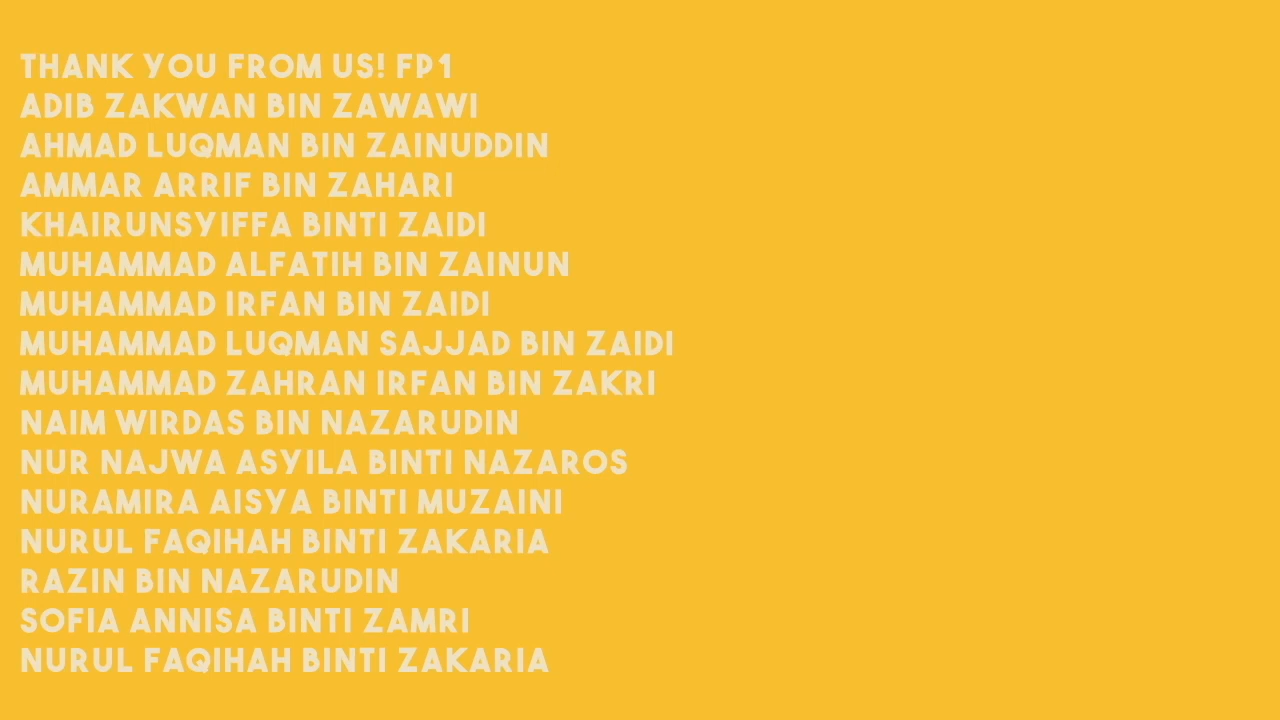 THANK YOU FROM US! FP1
ADIB ZAKWAN BIN ZAWAWI
AHMAD LUQMAN BIN ZAINUDDIN
AMMAR ARRIF BIN ZAHARI
KHAIRUNSYIFFA BINTI ZAIDI
MUHAMMAD ALFATIH BIN ZAINUN
MUHAMMAD IRFAN BIN ZAIDI
MUHAMMAD LUQMAN SAJJAD BIN ZAIDI
MUHAMMAD ZAHRAN IRFAN BIN ZAKRI
NAIM WIRDAS BIN NAZARUDIN
NUR NAJWA ASYILA BINTI NAZAROS
NURAMIRA AISYA BINTI MUZAINI
NURUL FAQIHAH BINTI ZAKARIA
RAZIN BIN NAZARUDIN
SOFIA ANNISA BINTI ZAMRI
NURUL FAQIHAH BINTI ZAKARIA